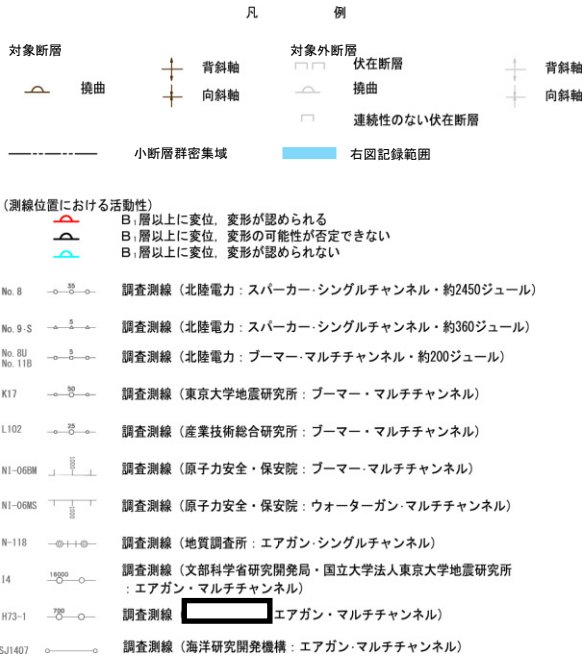 凡 例
対象断層 対象外断層
撓曲 背斜軸 向斜軸 伏在断層 撓曲 連続性のない伏在断層 背斜軸 向斜軸
小断層群密集域 右図記録範囲
(測線位置における活動性)
B₁層以上に変位，変形が認められる
B₁層以上に変位，変形の可能性が否定できない
B₁層以上に変位，変形が認められない
No. 8 35 調査測線（北陸電力：スパーカー·シングルチャンネル・約2450ジュール）
No. 9·S 5 調査測線（北陸電力：スパーカー·シングルチャンネル・約360ジュール）
No. 8U
No. 11B 5 調査測線（北陸電力：ブーマー·マルチチャンネル・約200ジュール）
K17 50 調査測線（東京大学地震研究所：ブーマー・マルチチャンネル）
L102 25 調査測線（産業技術総合研究所：ブーマー・マルチチャンネル）
NI-06BM 1000 調査測線（原子力安全・保安院：ブーマー·マルチチャンネル）
NI-06MS 1000 調査測線（原子力安全・保安院：ウォーターガン·マルチチャンネル）
N-118 調査測線（地質調査所：エアガン·シングルチャンネル）
I4 16000 調査測線（文部科学省研究開発局・国立大学法人東京大学地震研究所
：エアガン・マルチチャンネル）
H73-1 700 調査測線（ エアガン・マルチチャンネル）
SJ1407 調査測線（海洋研究開発機構：エアガン·マルチチャンネル）